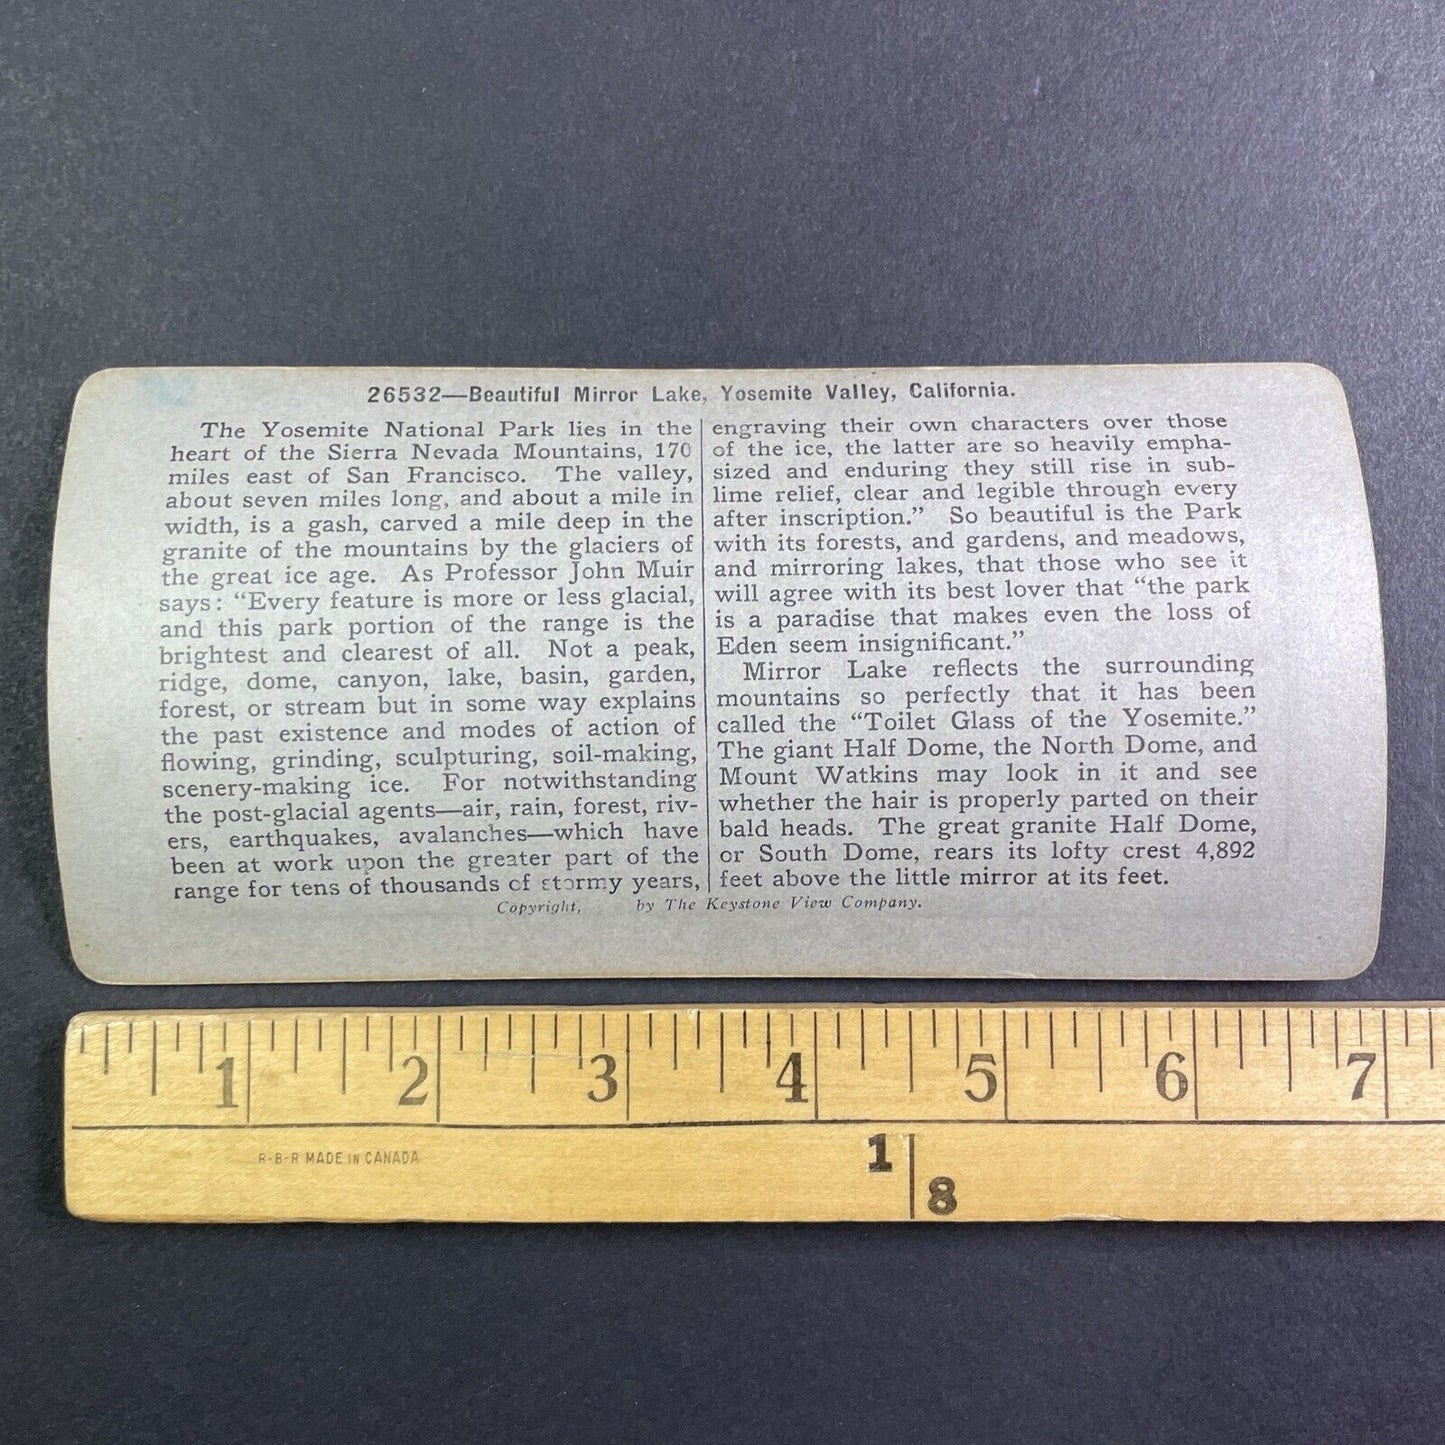 26532—Beautiful Mirror Lake, Yosemite Valley, California.
The Yosemite National Park lies in the
heart of the Sierra Nevada Mountains, 170
miles east of San Francisco. The valley,
about seven miles long, and about a mile in
width, is a gash, carved a mile deep in the
granite of the mountains by the glaciers of
the great ice age. As Professor John Muir
says: “Every feature is more or less glacial,
and this park portion of the range is the
brightest and clearest of all. Not a peak,
ridge, dome, canyon, lake, basin, garden,
forest, or stream but in some way explains
the past existence and modes of action of
flowing, grinding, sculpturing, soil-making,
scenery-making ice. For notwithstanding
the post-glacial agents—air, rain, forest, riv-
ers, earthquakes, avalanches—which have
been at work upon the greater part of the
range for tens of thousands of stormy years,
engraving their own characters over those
of the ice, the latter are so heavily empha-
sized and enduring they still rise in sub-
lime relief, clear and legible through every
after inscription.” So beautiful is the Park
with its forests, and gardens, and meadows,
and mirroring lakes, that those who see it
will agree with its best lover that “the park
is a paradise that makes even the loss of
Eden seem insignificant.”
Mirror Lake reflects the surrounding
mountains so perfectly that it has been
called the “Toilet Glass of the Yosemite.”
The giant Half Dome, the North Dome, and
Mount Watkins may look in it and see
whether the hair is properly parted on their
bald heads. The great granite Half Dome,
or South Dome, rears its lofty crest 4,892
feet above the little mirror at its feet.
Copyright, by The Keystone View Company.
1 2 3 4 5 6 7
R-B-R MADE IN CANADA
1
8